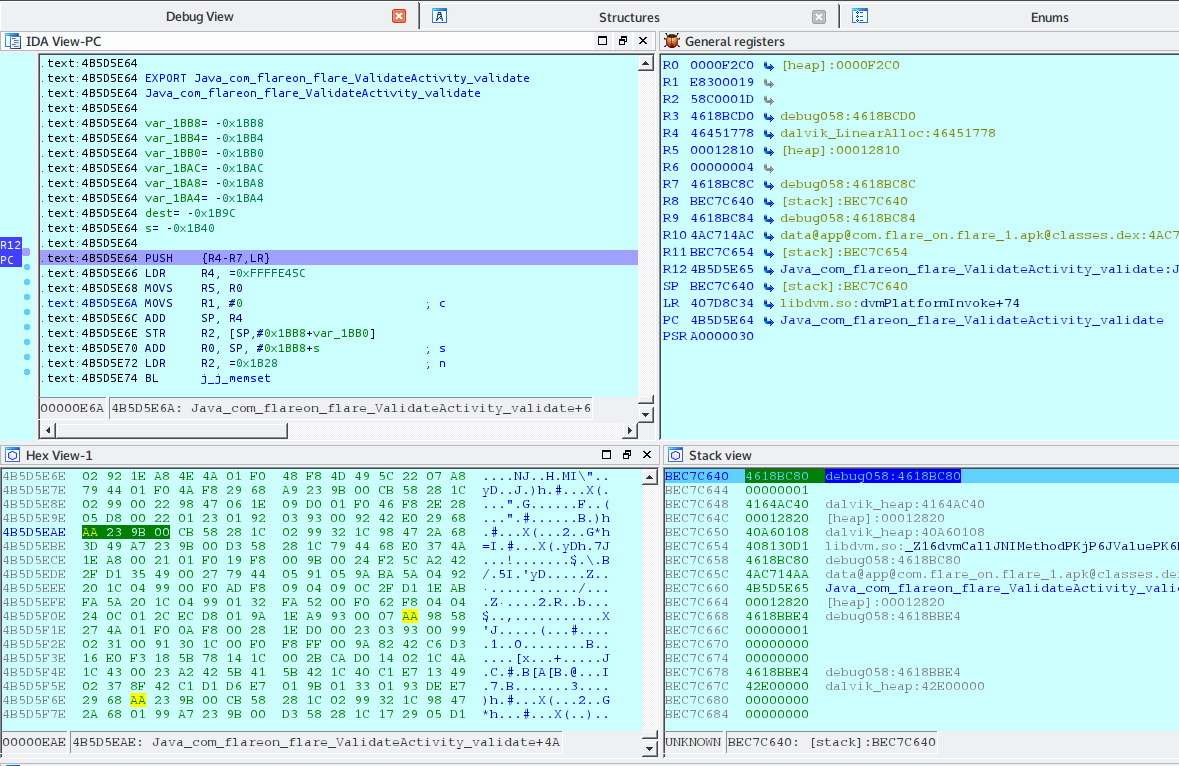 Debug View
Structures
Enums
IDA View-PC
.text:4B5D5E64
.text:4B5D5E64 EXPORT Java_com_flareon_flare_ValidateActivity_validate
.text:4B5D5E64 Java_com_flareon_flare_ValidateActivity_validate
.text:4B5D5E64
.text:4B5D5E64 var_1BB8= -0x1BB8
.text:4B5D5E64 var_1BB4= -0x1BB4
.text:4B5D5E64 var_1BB0= -0x1BB0
.text:4B5D5E64 var_1BAC= -0x1BAC
.text:4B5D5E64 var_1BA8= -0x1BA8
.text:4B5D5E64 var_1BA4= -0x1BA4
.text:4B5D5E64 dest= -0x1B9C
.text:4B5D5E64 s= -0x1B40
.text:4B5D5E64
R12
PC
.text:4B5D5E64 PUSH {R4-R7,LR}
.text:4B5D5E66 LDR R4, =0xFFFFE45C
.text:4B5D5E68 MOVS R5, R0
.text:4B5D5E6A MOVS R1, #0 ; c
.text:4B5D5E6C ADD SP, R4
.text:4B5D5E6E STR R2, [SP,#0x1BB8+var_1BB0]
.text:4B5D5E70 ADD R0, SP, #0x1BB8+s ; s
.text:4B5D5E72 LDR R2, =0x1B28 ; n
.text:4B5D5E74 BL j_j_memset
00000E6A 4B5D5E6A: Java_com_flareon_flare_ValidateActivity_validate+6
General registers
R0 0000F2C0 [heap]:0000F2C0
R1 E8300019
R2 58C0001D
R3 4618BCD0 debug058:4618BCD0
R4 46451778 dalvik_LinearAlloc:46451778
R5 00012810 [heap]:00012810
R6 00000004
R7 4618BC8C debug058:4618BC8C
R8 BEC7C640 [stack]:BEC7C640
R9 4618BC84 debug058:4618BC84
R10 4AC714AC data@app@com.flare_on.flare_1.apk@classes.dex:4AC7
R11 BEC7C654 [stack]:BEC7C654
R12 4B5D5E65 Java_com_flareon_flare_ValidateActivity_validate:J
SP BEC7C640 [stack]:BEC7C640
LR 407D8C34 libdvm.so:dvmPlatformInvoke+74
PC 4B5D5E64 Java_com_flareon_flare_ValidateActivity_validate
PSR A0000030
Hex View-1
4B5D5E6E 02 92 1E A8 4E 4A 01 F0 48 F8 4D 49 5C 22 07 A8 ....NJ..H.MI\"..
4B5D5E7E 79 44 01 F0 4A F8 29 68 A9 23 9B 00 CB 58 28 1C yD..J.)h.#...X(.
4B5D5E8E 02 99 00 22 98 47 06 1E 09 D0 01 F0 46 F8 2E 28 ...".G......F..(
4B5D5E9E 05 D8 00 22 01 23 01 92 03 93 00 92 42 E0 29 68 ...".#......B.)h
4B5D5EAE AA 23 9B 00 CB 58 28 1C 02 99 32 1C 98 47 2A 68 .#...X(...2..G*h
4B5D5EBE 3D 49 A7 23 9B 00 D3 58 28 1C 79 44 68 E0 37 4A =I.#...X(.yDh.7J
4B5D5ECE 1E A8 00 21 01 F0 19 F8 00 9B 00 24 F2 5C A2 42 ...!.......$.\.B
4B5D5EDE 2F D1 35 49 00 27 79 44 05 91 05 9A BA 5A 04 92 /.5I.'yD.....Z..
4B5D5EEE 20 1C 04 99 00 F0 AD F8 09 04 09 0C 2F D1 1E AB ............/...
4B5D5EFE FA 5A 20 1C 04 99 01 32 FA 52 00 F0 62 F8 04 04 .Z ....2.R..b...
4B5D5F0E 24 0C 01 2C EC D8 01 9A 1E A9 93 00 07 AA 98 58 $..,...........X
4B5D5F1E 27 4A 01 F0 0A F8 00 28 1E D0 00 23 03 93 00 99 'J.....(...#....
4B5D5F2E 02 31 00 91 30 1C 00 F0 F8 FF 00 9A 82 42 C6 D3 .1..0........B..
4B5D5F3E 16 E0 F3 18 5B 78 14 1C 00 2B CA D0 14 02 1C 4A ....[x...+.....J
4B5D5F4E 1C 43 00 23 A2 42 5B 41 5B 42 1C 40 C1 E7 13 49 .C.#.B[A[B.@...I
4B5D5F5E 02 37 8F 42 C1 D1 D6 E7 01 9B 01 33 01 93 DE E7 .7.B.......3....
4B5D5F6E 29 68 AA 23 9B 00 CB 58 28 1C 02 99 32 1C 98 47 )h.#...X(...2..G
4B5D5F7E 2A 68 01 99 A7 23 9B 00 D3 58 28 1C 17 29 05 D1 *h...#...X(..)..
00000EAE 4B5D5EAE: Java_com_flareon_flare_ValidateActivity_validate+4A
Stack view
BEC7C640 4618BC80 debug058:4618BC80
BEC7C644 00000001
BEC7C648 4164AC40 dalvik_heap:4164AC40
BEC7C64C 00012820 [heap]:00012820
BEC7C650 40A60108 dalvik-heap:40A60108
BEC7C654 408130D1 libdvm.so:_Z16dvmCallJNIMethodPKjP6JValuePK6
BEC7C658 4618BC80 debug058:4618BC80
BEC7C65C 4AC714AA data@app@com.flare_on.flare_1.apk@classes.de
BEC7C660 4B5D5E65 Java_com_flareon_flare_ValidateActivity_vali
BEC7C664 00012820 [heap]:00012820
BEC7C668 4618BBE4 debug058:4618BBE4
BEC7C66C 00000001
BEC7C670 00000000
BEC7C674 00000000
BEC7C678 4618BBE4 debug058:4618BBE4
BEC7C67C 42E00000 dalvik_heap:42E00000
BEC7C680 00000000
BEC7C684 00000000
UNKNOWN BEC7C640: [stack]:BEC7C640